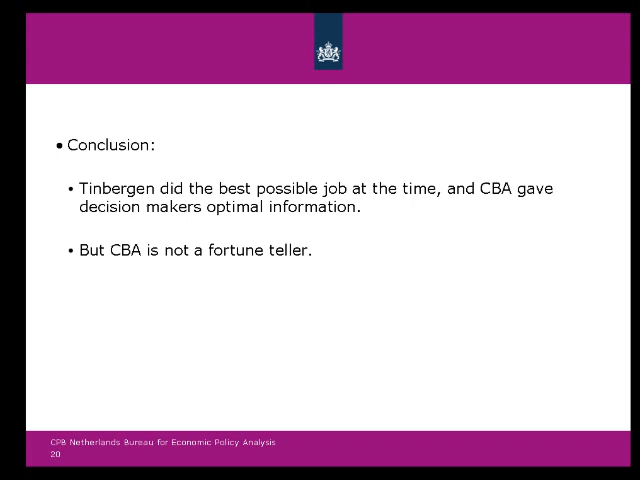 • Conclusion:
• Tinbergen did the best possible job at the time, and CBA gave
decision makers optimal information.
• But CBA is not a fortune teller.
CPB Netherlands Bureau for Economic Policy Analysis
20